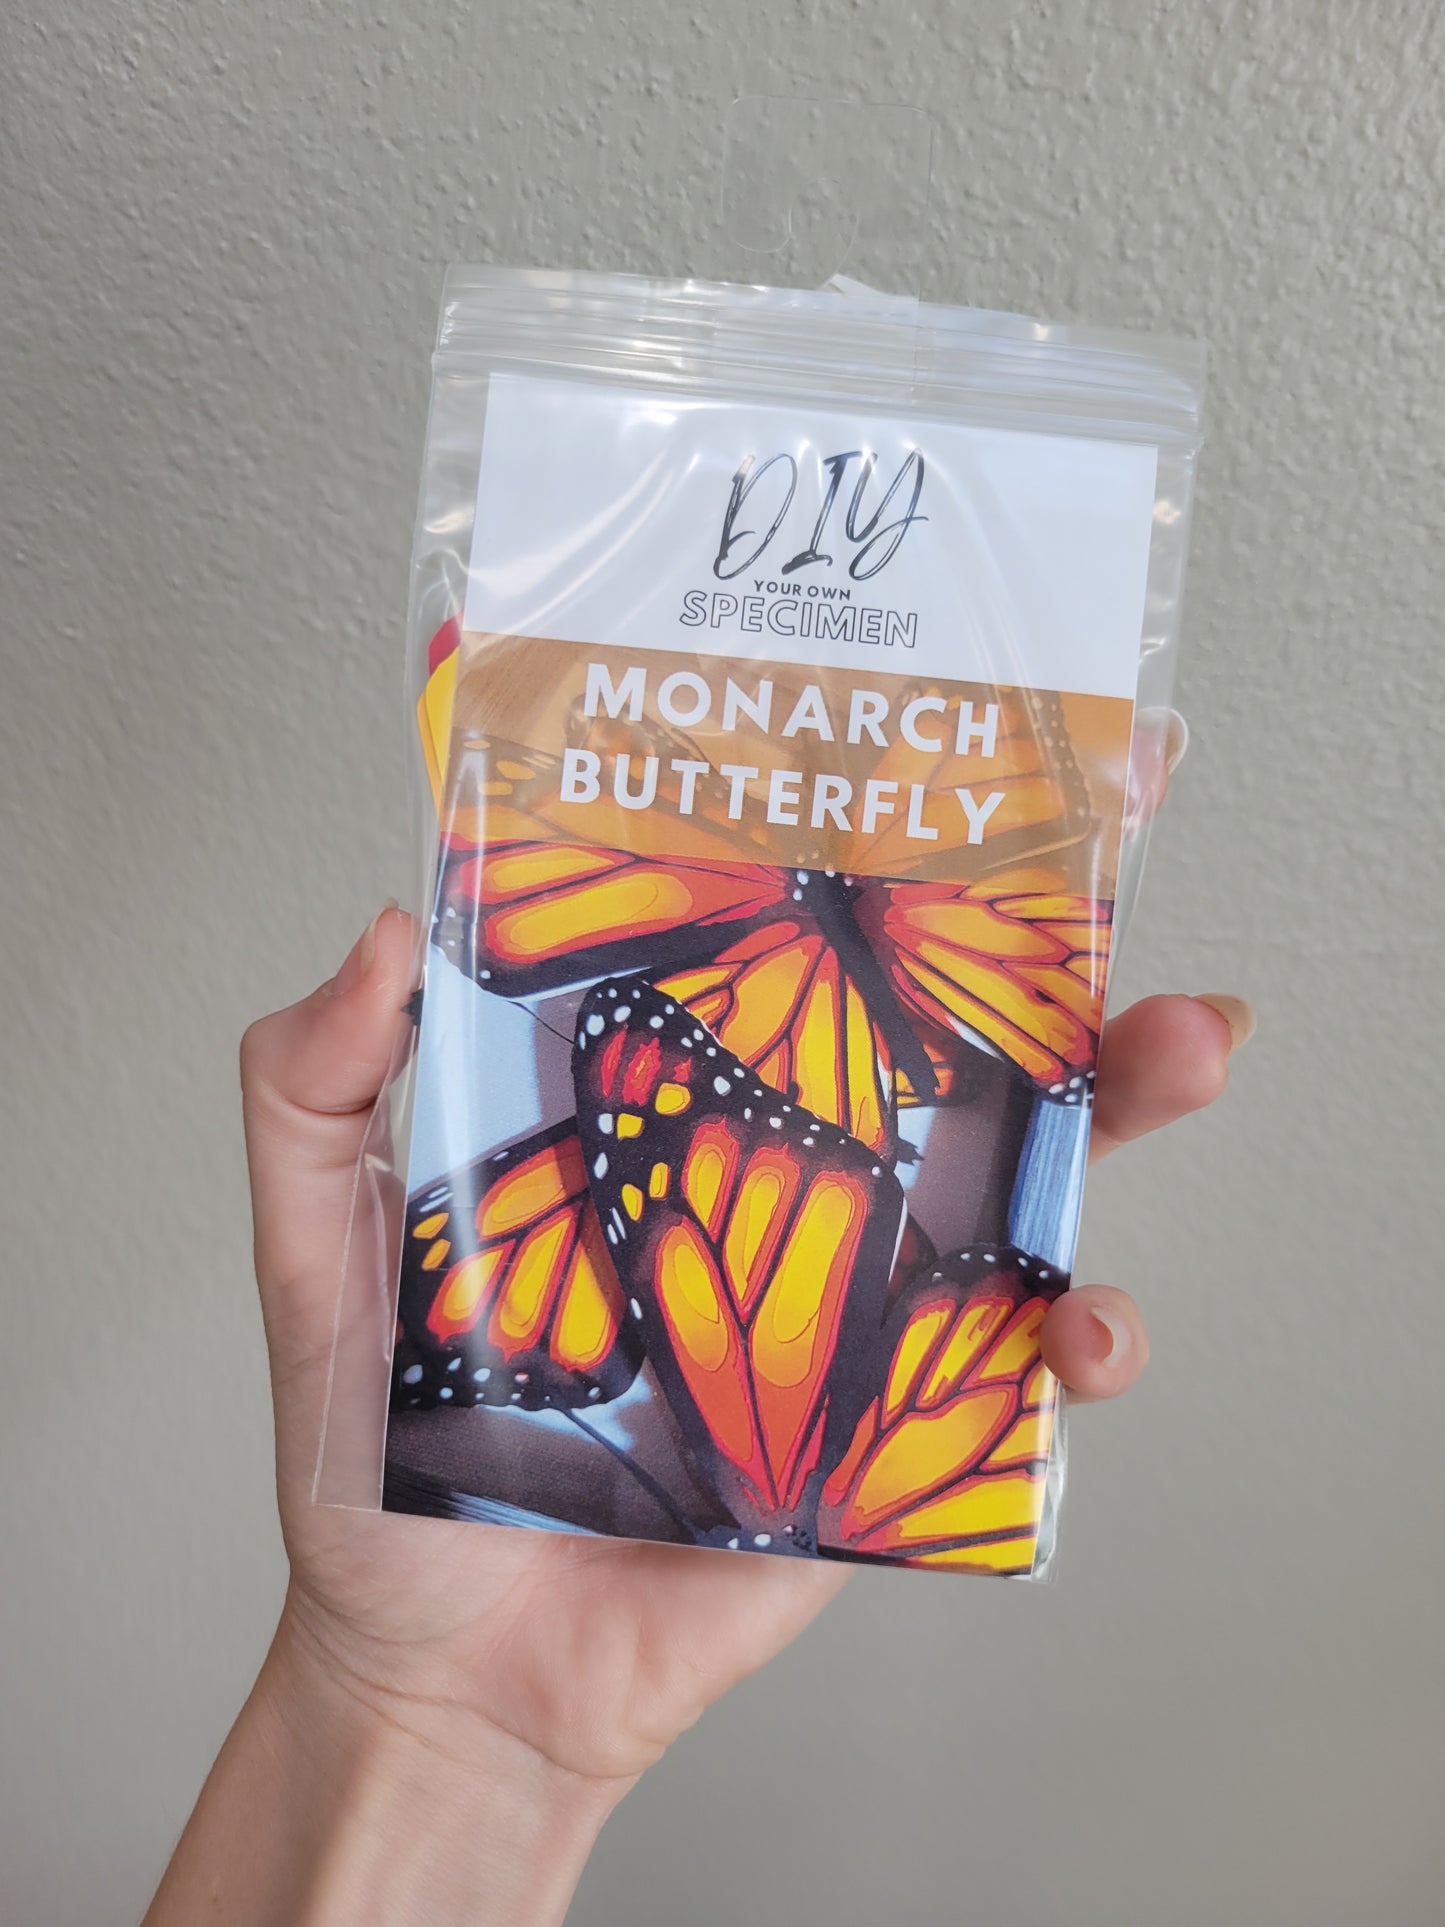 DIY
YOUR OWN
SPECIMEN
MONARCH
BUTTERFLY